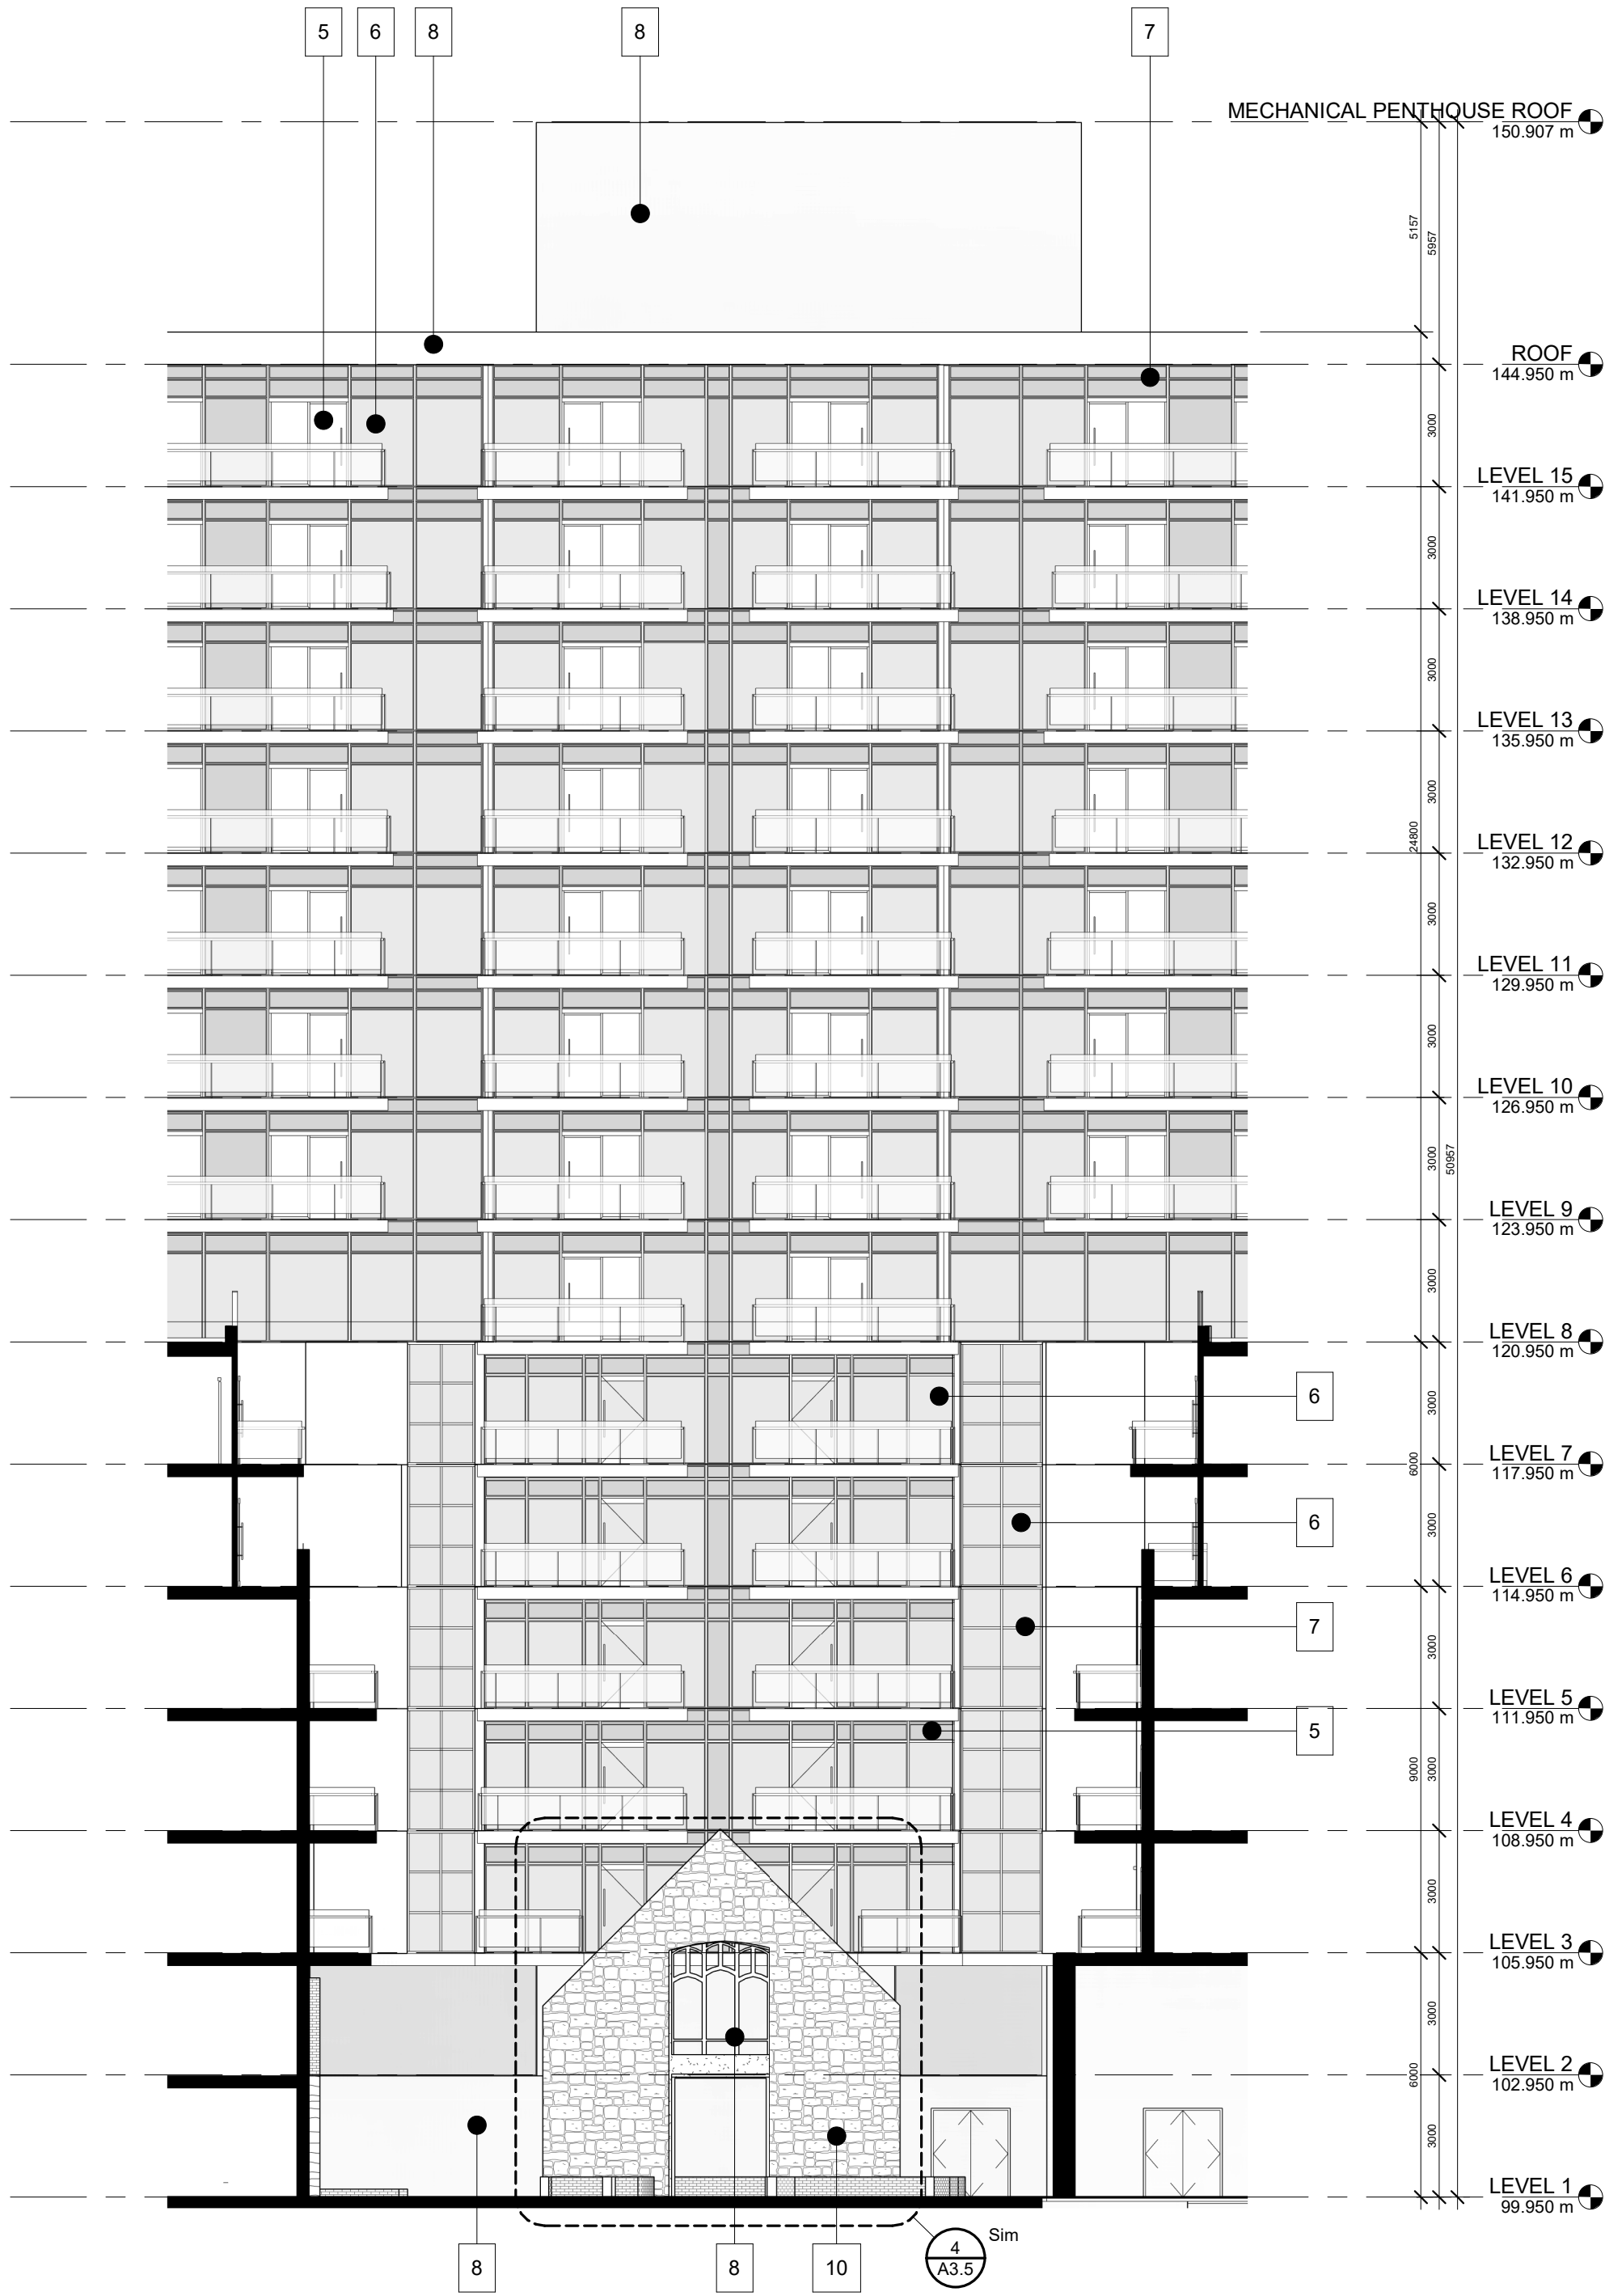 5 6 8 8 7
MECHANICAL PENTHOUSE ROOF
150.907 m
5157
5957
ROOF
144.950 m
3000
LEVEL 15
141.950 m
3000
LEVEL 14
138.950 m
3000
LEVEL 13
135.950 m
3000
24800
LEVEL 12
132.950 m
3000
LEVEL 11
129.950 m
3000
LEVEL 10
126.950 m
3000
50957
LEVEL 9
123.950 m
3000
LEVEL 8
120.950 m
6
3000
LEVEL 7
117.950 m
6000
6
3000
LEVEL 6
114.950 m
7
3000
LEVEL 5
111.950 m
5
9000
3000
LEVEL 4
108.950 m
3000
LEVEL 3
105.950 m
3000
LEVEL 2
102.950 m
6000
3000
LEVEL 1
99.950 m
Sim
4
A3.5
8 8 10